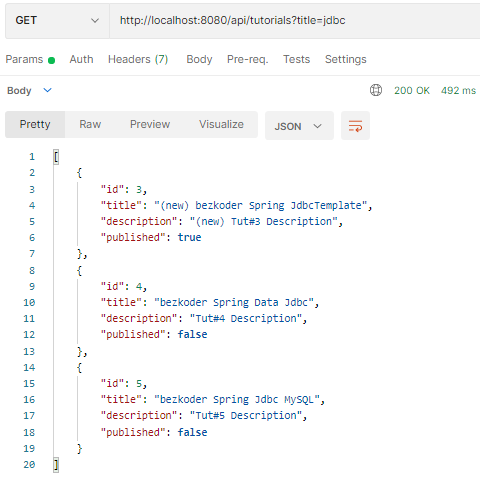 GET http://localhost:8080/api/tutorials?title=jdbc
Params Auth Headers (7) Body Pre-req. Tests Settings
Body 200 OK 492 ms
Pretty Raw Preview Visualize JSON
1 [
2 {
3 "id": 3,
4 "title": "(new) bezkoder Spring JdbcTemplate",
5 "description": "(new) Tut#3 Description",
6 "published": true
7 },
8 {
9 "id": 4,
10 "title": "bezkoder Spring Data Jdbc",
11 "description": "Tut#4 Description",
12 "published": false
13 },
14 {
15 "id": 5,
16 "title": "bezkoder Spring Jdbc MySQL",
17 "description": "Tut#5 Description",
18 "published": false
19 }
20 ]